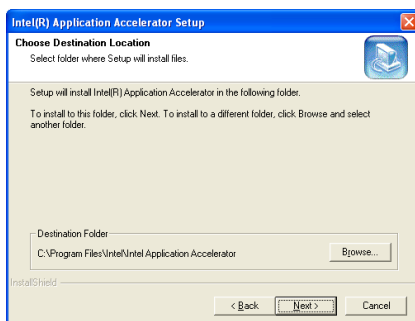 Intel(R) Application Accelerator Setup
Choose Destination Location
Select folder where Setup will install files.
Setup will install Intel(R) Application Accelerator in the following folder.
To install to this folder, click Next. To install to a different folder, click Browse and select
another folder.
Destination Folder
C:\Program Files\Intel\Intel Application Accelerator
Browse...
InstallShield
< Back
Next >
Cancel